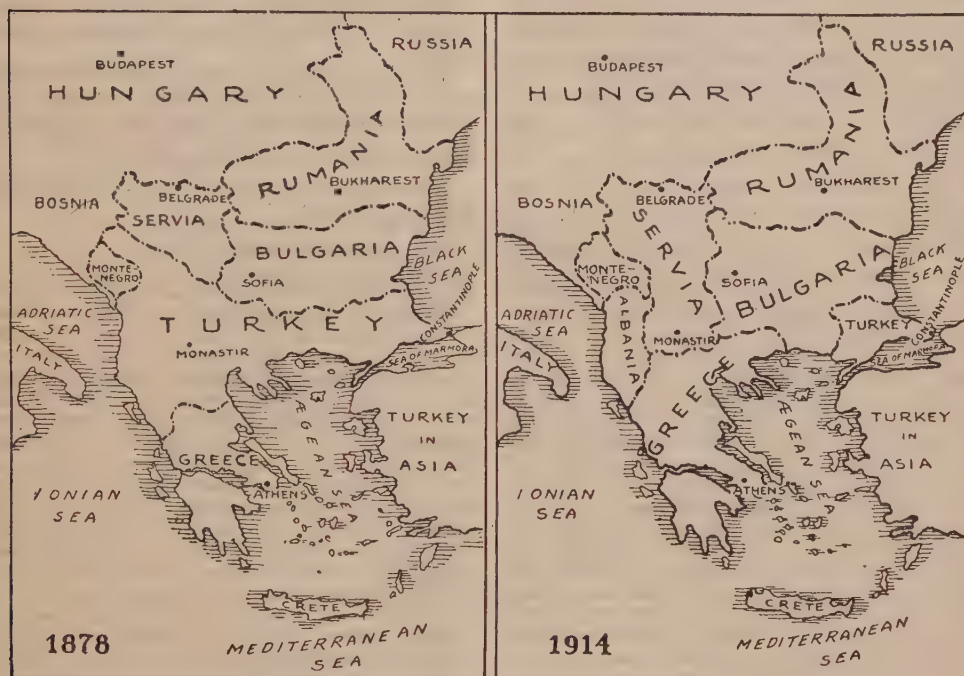 RUSSIA
BUDAPEST
HUNGARY
RUMANIA
BUKHAREST
BOSNIA
BELGRADE
SERVIA
BULGARIA
MONTE-
NEGRO
SOFIA
BLACK
SEA
CONSTANTINOPLE
TURKEY
ADRIATIC
SEA
ITALY
MONASTIR
SEA OF MARMORA
GREECE
ÆGEAN SEA
TURKEY
IN
ASIA
ATHENS
IONIAN
SEA
CRETE
1878
MEDITERRANEAN
SEA
RUSSIA
BUDAPEST
HUNGARY
RUMANIA
BUKHAREST
BOSNIA
BELGRADE
SERVIA
BULGARIA
MONTE-
NEGRO
SOFIA
BLACK
SEA
CONSTANTINOPLE
ALBANIA
ADRIATIC
SEA
ITALY
MONASTIR
TURKEY
SEA OF MARMORA
GREECE
ÆGEAN SEA
TURKEY
IN
ASIA
ATHENS
IONIAN
SEA
CRETE
1914
MEDITERRANEAN
SEA